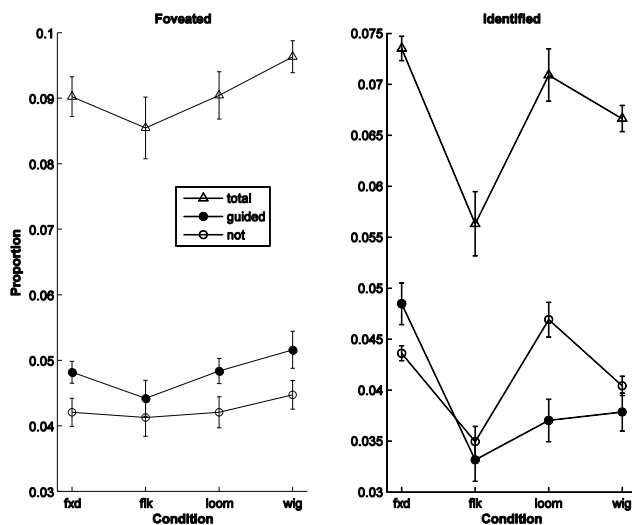 Foveated
Proportion
0.1
0.09
0.08
0.07
0.06
0.05
0.04
0.03
total
guided
not
fxd flk loom wig
Condition
Identified
0.075
0.07
0.065
0.06
0.055
0.05
0.045
0.04
0.035
0.03
fxd flk loom wig
Condition